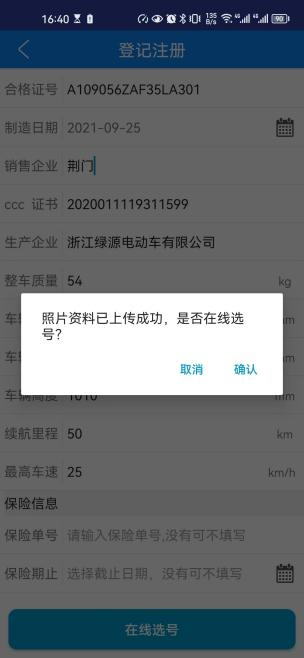 16:40
135 B/s
90
登记注册
合格证号 A109056ZAF35LA301
制造日期 2021-09-25
销售企业 荆门
ccc 证书 2020011119311599
生产企业 浙江绿源电动车有限公司
整车质量 54 kg
照片资料已上传成功，是否在线选
号？
取消 确认
车辆高度 1010 mm
续航里程 50 km
最高车速 25 km/h
保险信息
保险单号 请输入保险单号,没有可不填写
保险期止 选择截止日期，没有可不填写
在线选号